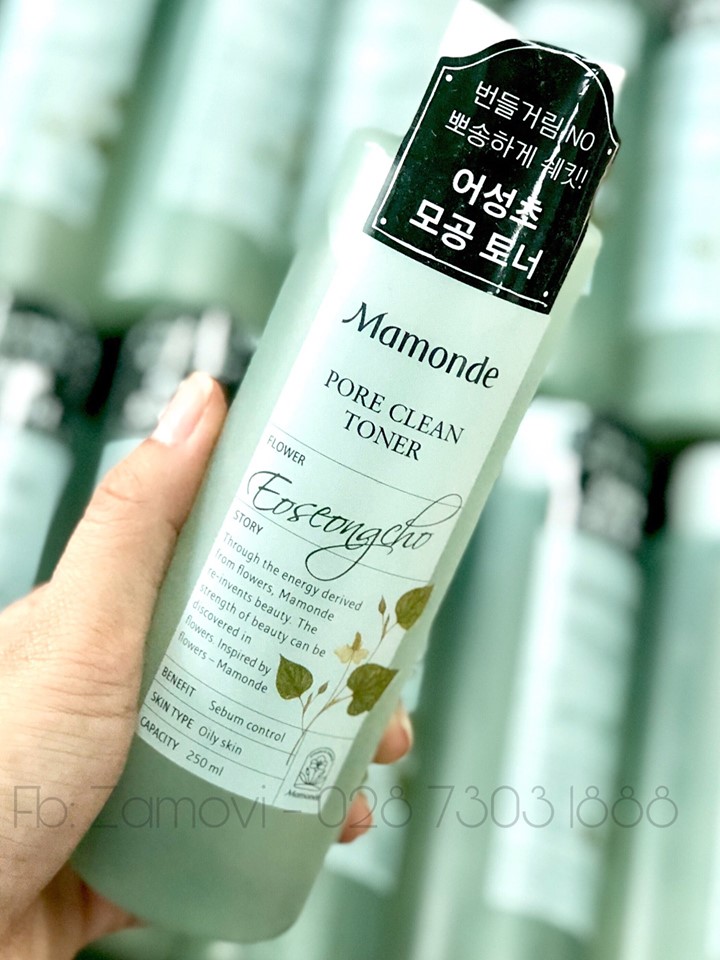 번들거림 NO
뽀송하게 쉐킷!!
어성초
모공 토너
Mamonde
PORE CLEAN
TONER
FLOWER
Eoseongcho
STORY
Through the energy derived
from flowers, Mamonde
re-invents beauty. The
strength of beauty can be
discovered in
flowers. Inspired by
flowers – Mamonde
BENEFIT Sebum control
SKIN TYPE Oily skin
CAPACITY 250 ml
Mamonde
Fb: Zamovi - 028 7303 1888